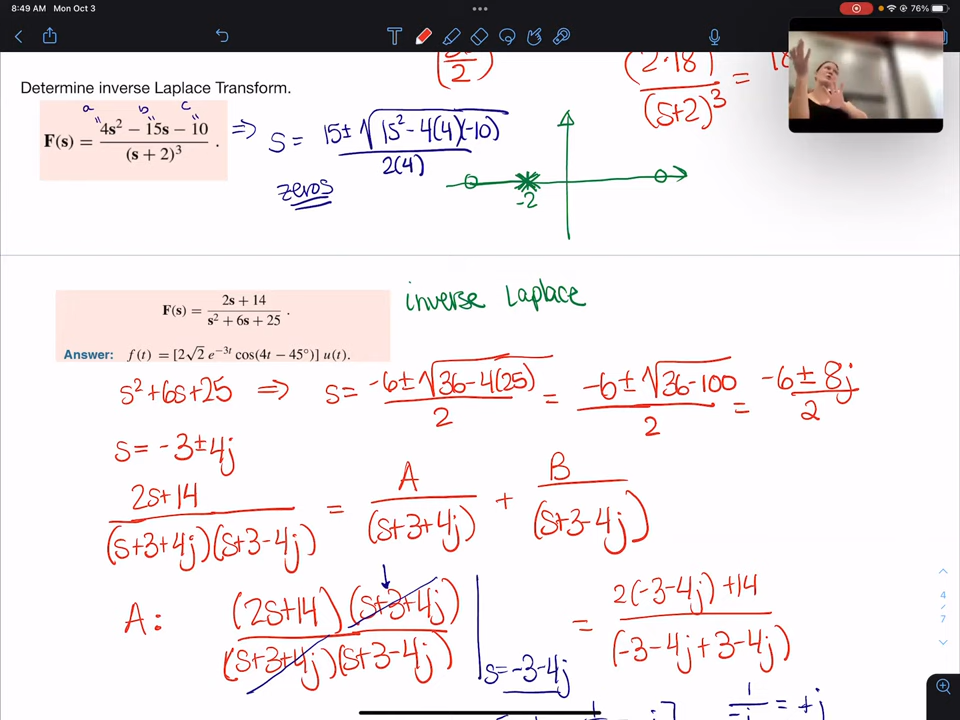 8:49 AM Mon Oct 3
76%
Determine inverse Laplace Transform.
a b c
F(s) = (4s² − 15s − 10) / (s + 2)³ . ⇒ s = (15 ± √(15² − 4(4)(-10))) / 2(4)
zeros
-2
(2·18) / (s+2)³ = 18
F(s) = (2s + 14) / (s² + 6s + 25) .
inverse Laplace
Answer: f(t) = [2√2 e^(−3t) cos(4t − 45°)] u(t).
s²+6s+25 ⇒ s = (-6 ± √(36-4(25))) / 2 = (-6 ± √(36-100)) / 2 = (-6 ± 8j) / 2
s = -3 ± 4j
(2s+14) / ((s+3+4j)(s+3-4j)) = A / (s+3+4j) + B / (s+3-4j)
A: (2s+14)(s+3+4j) / ((s+3+4j)(s+3-4j)) | s=-3-4j = (2(-3-4j)+14) / (-3-4j+3-4j)
4
/
7